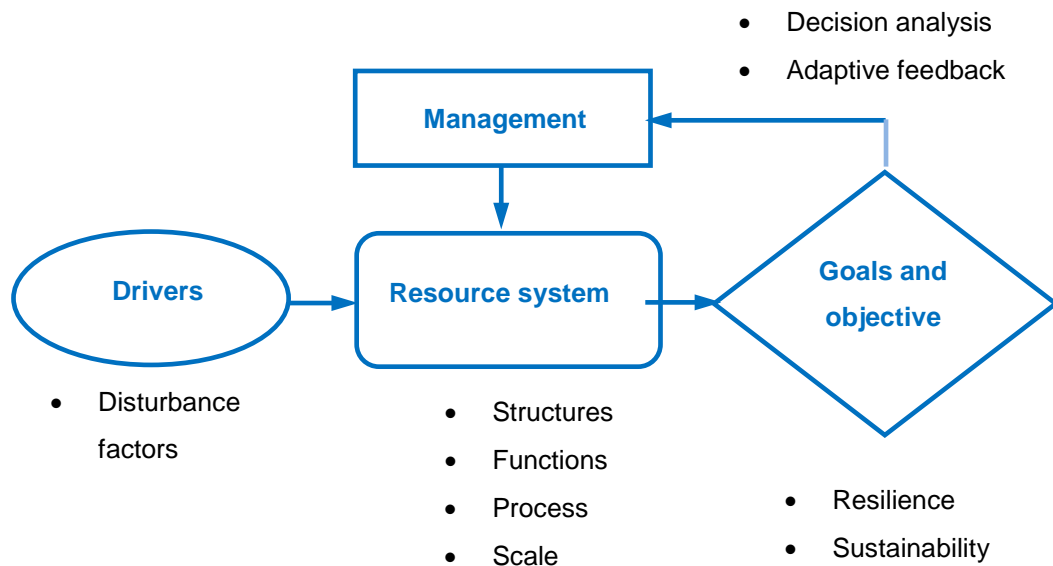 • Decision analysis
• Adaptive feedback
Management
Drivers
Resource system
Goals and
objective
• Disturbance
factors
• Structures
• Functions
• Process
• Scale
• Resilience
• Sustainability